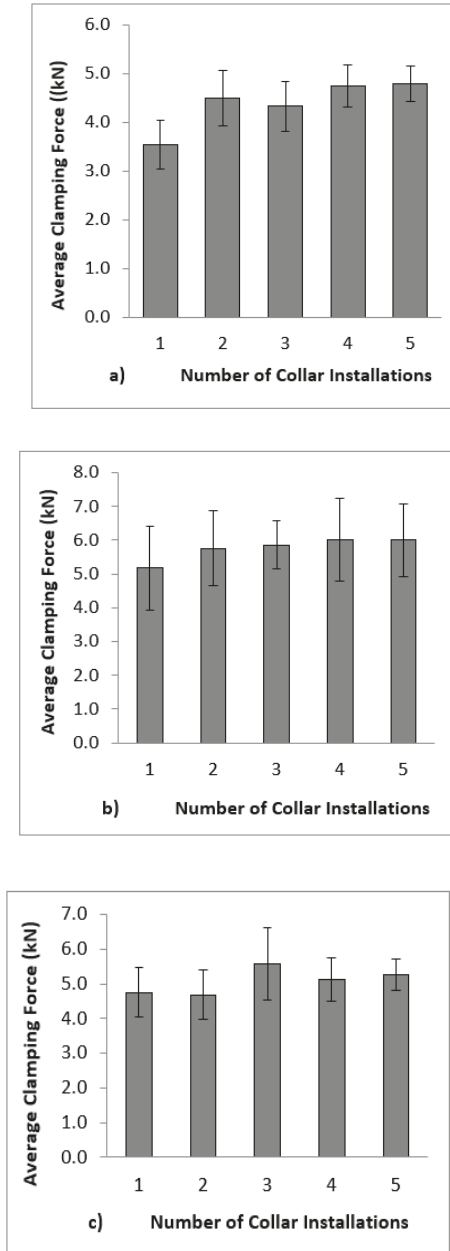 Average Clamping Force ((kN)
6.0
5.0
4.0
3.0
2.0
1.0
0.0
1 2 3 4 5
a) Number of Collar Installations
Average Clamping Force (kN)
8.0
7.0
6.0
5.0
4.0
3.0
2.0
1.0
0.0
1 2 3 4 5
b) Number of Collar Installations
Average Clamping Force (kN)
7.0
6.0
5.0
4.0
3.0
2.0
1.0
0.0
1 2 3 4 5
c) Number of Collar Installations